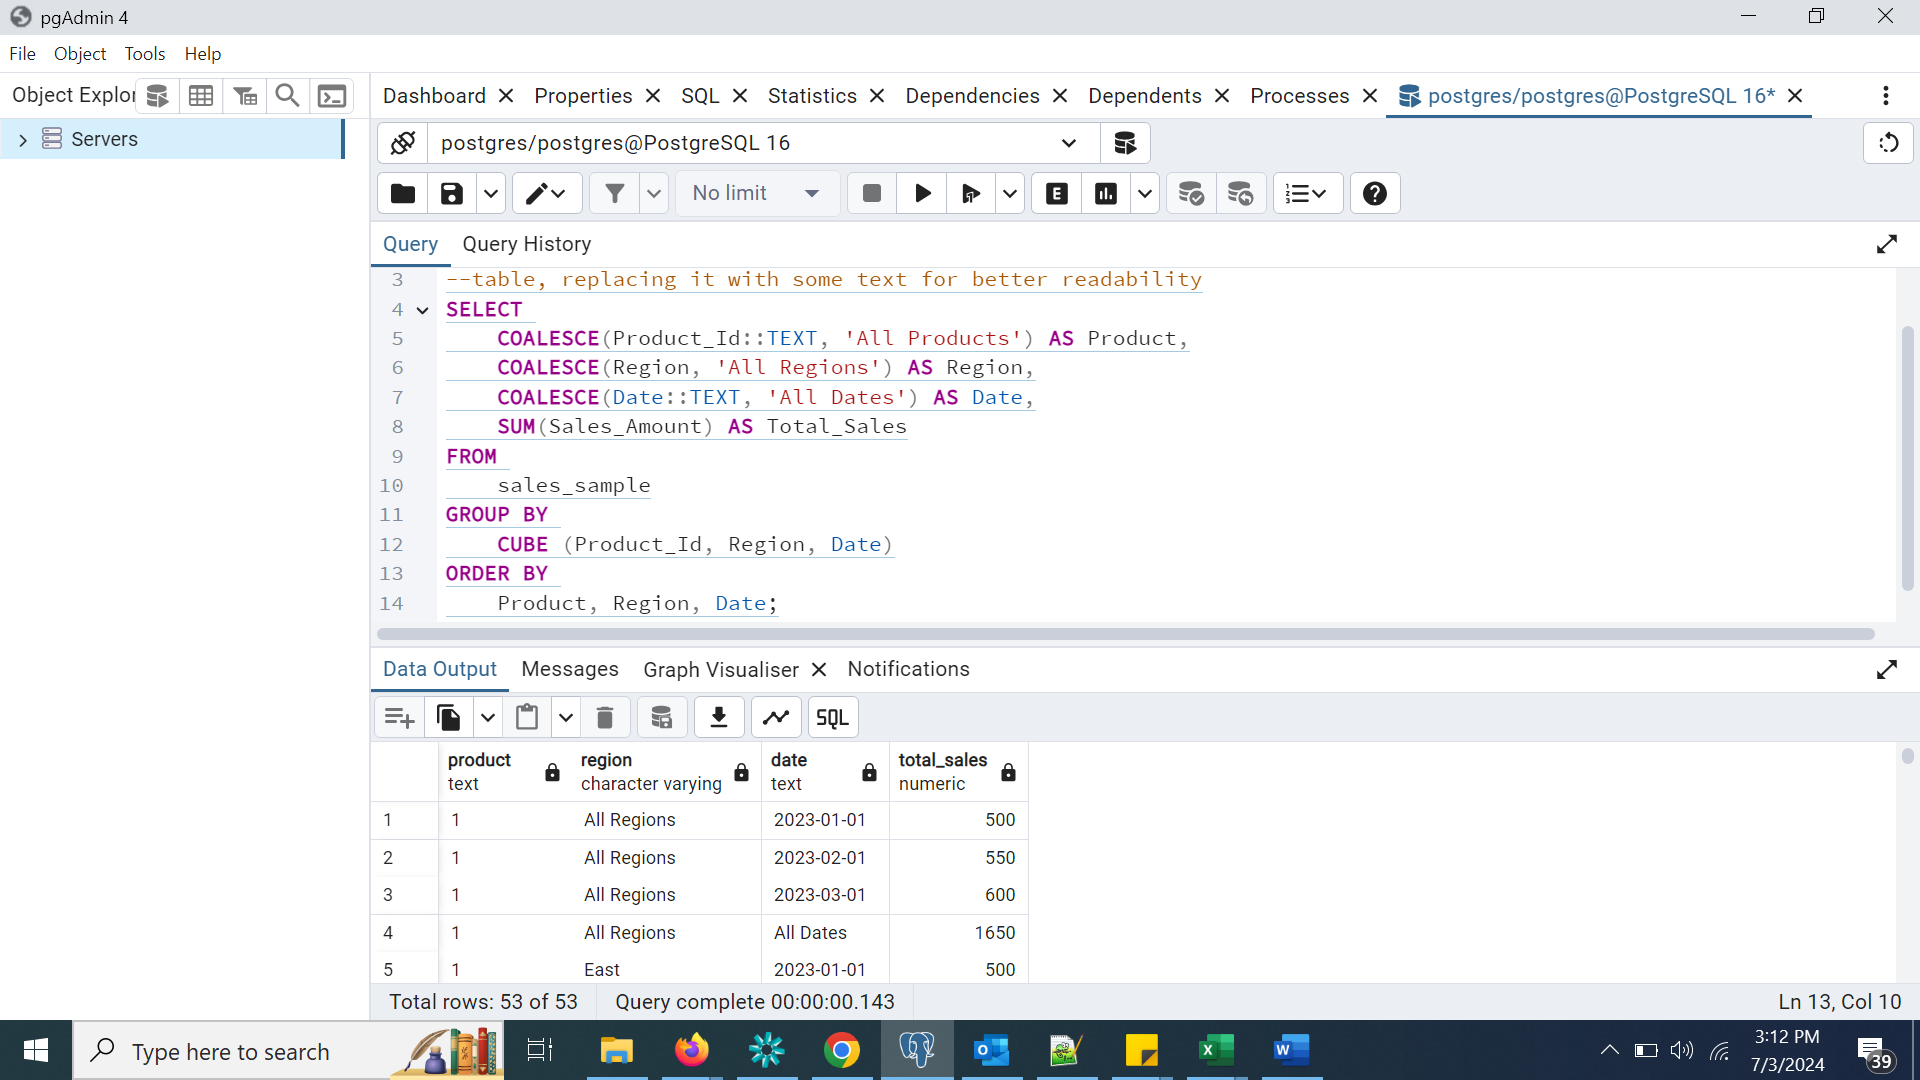 pgAdmin 4
File Object Tools Help
Object Explor
Dashboard Properties SQL Statistics Dependencies Dependents Processes postgres/postgres@PostgreSQL 16*
Servers
postgres/postgres@PostgreSQL 16
No limit
E
Query Query History
3 --table, replacing it with some text for better readability
4 SELECT
5 COALESCE(Product_Id::TEXT, 'All Products') AS Product,
6 COALESCE(Region, 'All Regions') AS Region,
7 COALESCE(Date::TEXT, 'All Dates') AS Date,
8 SUM(Sales_Amount) AS Total_Sales
9 FROM
10 sales_sample
11 GROUP BY
12 CUBE (Product_Id, Region, Date)
13 ORDER BY
14 Product, Region, Date;
Data Output Messages Graph Visualiser Notifications
SQL
product region date total_sales
text character varying text numeric
1 1 All Regions 2023-01-01 500
2 1 All Regions 2023-02-01 550
3 1 All Regions 2023-03-01 600
4 1 All Regions All Dates 1650
5 1 East 2023-01-01 500
Total rows: 53 of 53 Query complete 00:00:00.143 Ln 13, Col 10
Type here to search
3:12 PM
7/3/2024
39